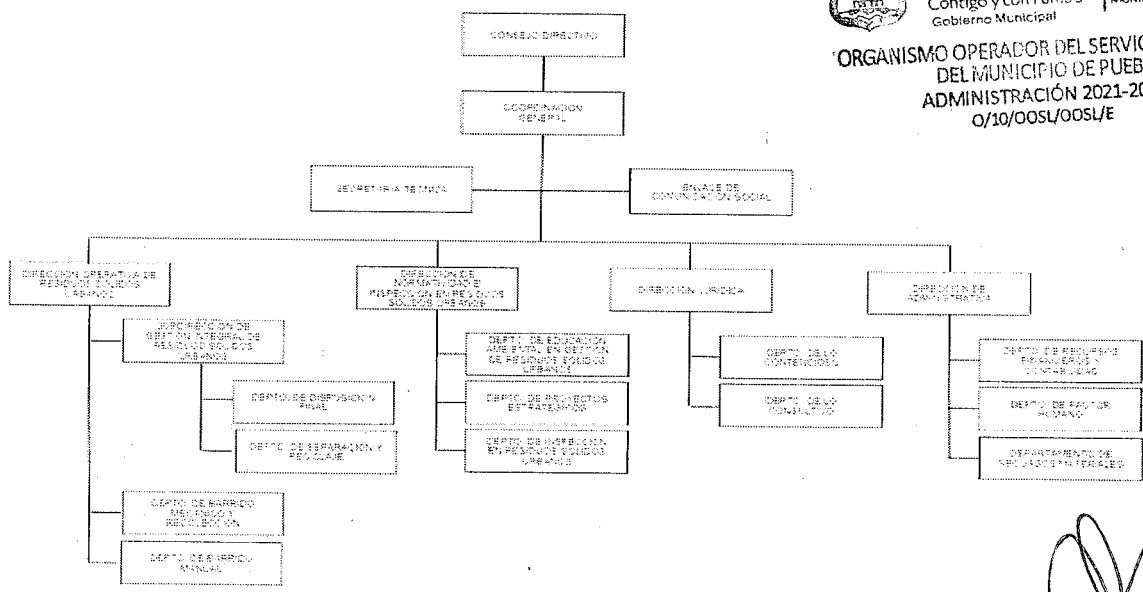 Contigo y con rumbo
Gobierno Municipal
ORGANISMO OPERADOR DEL SERVIC
DEL MUNICIPIO DE PUEB
ADMINISTRACIÓN 2021-20
O/10/OOSL/OOSL/E
CONSEJO DIRECTIVO
COORDINACION
GENERAL
SECRETARIA TECNICA
ENLACE DE
COMUNICACION SOCIAL
DIRECCION OPERATIVA DE
RESIDUOS SOLIDOS
URBANOS
DIRECCION DE
NORMATIVIDAD E
INSPECCION EN RESIDUOS
SOLIDOS URBANOS
DIRECCION JURIDICA
DIRECCION DE
ADMINISTRATIVA
SUBDIRECCION DE
GESTION INTEGRAL DE
RESIDUOS SOLIDOS
URBANOS
DEPTO. DE DISPOSICION
FINAL
DEPTO. DE SEPARACION Y
RECICLAJE
DEPTO. DE BARRIDO
MECANICO Y
RECOLECCION
DEPTO. DE BARRIDO
MANUAL
DEPTO. DE EDUCACION
AMBIENTAL EN GESTION
DE RESIDUOS SOLIDOS
URBANOS
DEPTO. DE PROYECTOS
ESTRATEGICOS
DEPTO. DE INSPECCION
EN RESIDUOS SOLIDOS
URBANOS
DEPTO. DE LO
CONTENCIOSO
DEPTO. DE LO
CONSULTIVO
DEPTO. DE RECURSOS
FINANCIEROS Y
CONTABILIDAD
DEPTO. DE FACTOR
HUMANO
DEPARTAMENTO DE
RECURSOS MATERIALES